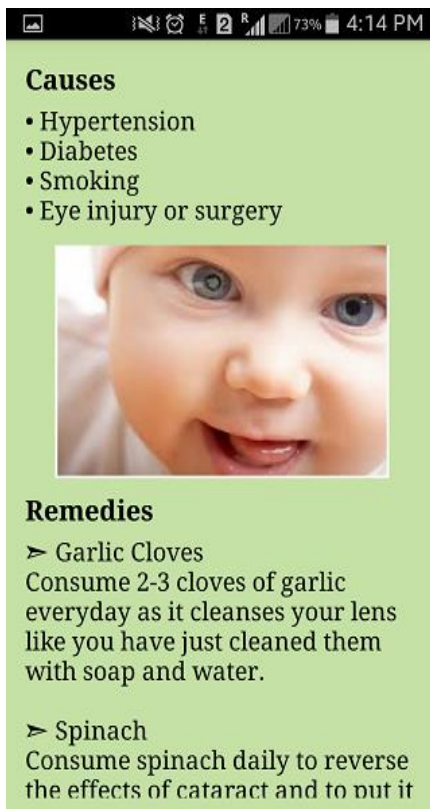 E 2 R 73% 4:14 PM
Causes
• Hypertension
• Diabetes
• Smoking
• Eye injury or surgery
Remedies
➣ Garlic Cloves
Consume 2-3 cloves of garlic
everyday as it cleanses your lens
like you have just cleaned them
with soap and water.
➣ Spinach
Consume spinach daily to reverse
the effects of cataract and to put it